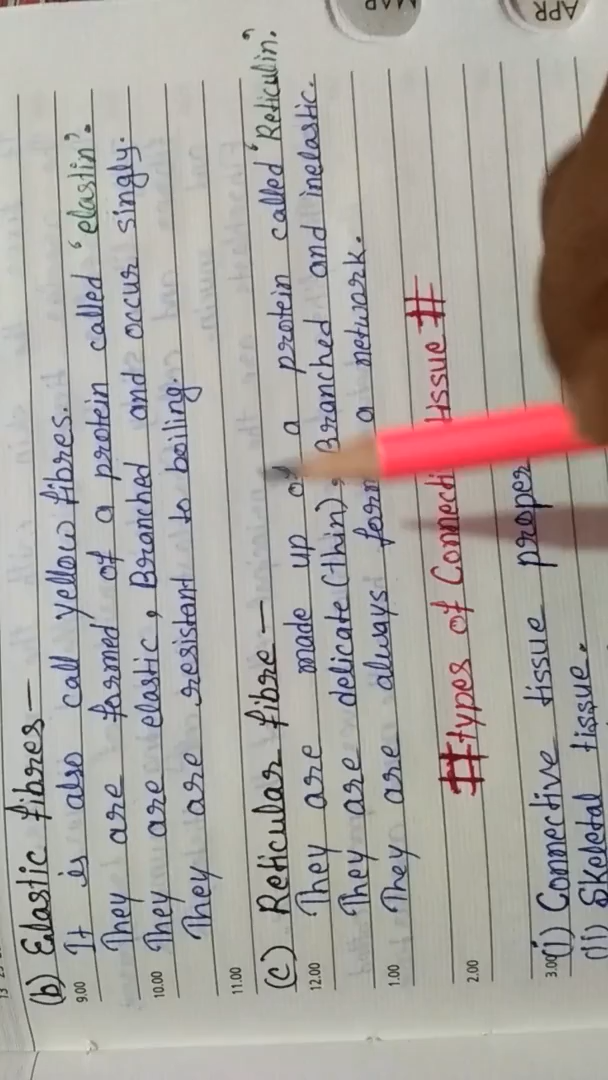 MAR
APR
(b) Elastic fibres —
9.00 It is also call yellow fibres.
They are formed of a protein called "elastin".
10.00 They are elastic, Branched and occur singly.
They are resistant to boiling.
11.00
(c) Reticular fibre —
12.00 They are made up of a protein called "Reticulin".
They are delicate (thin), Branched and inelastic.
1.00 They are always form a network.
# types of Connecti tissue #
2.00
3.00 (i) Connective tissue proper
(ii) Skeletal tissue.